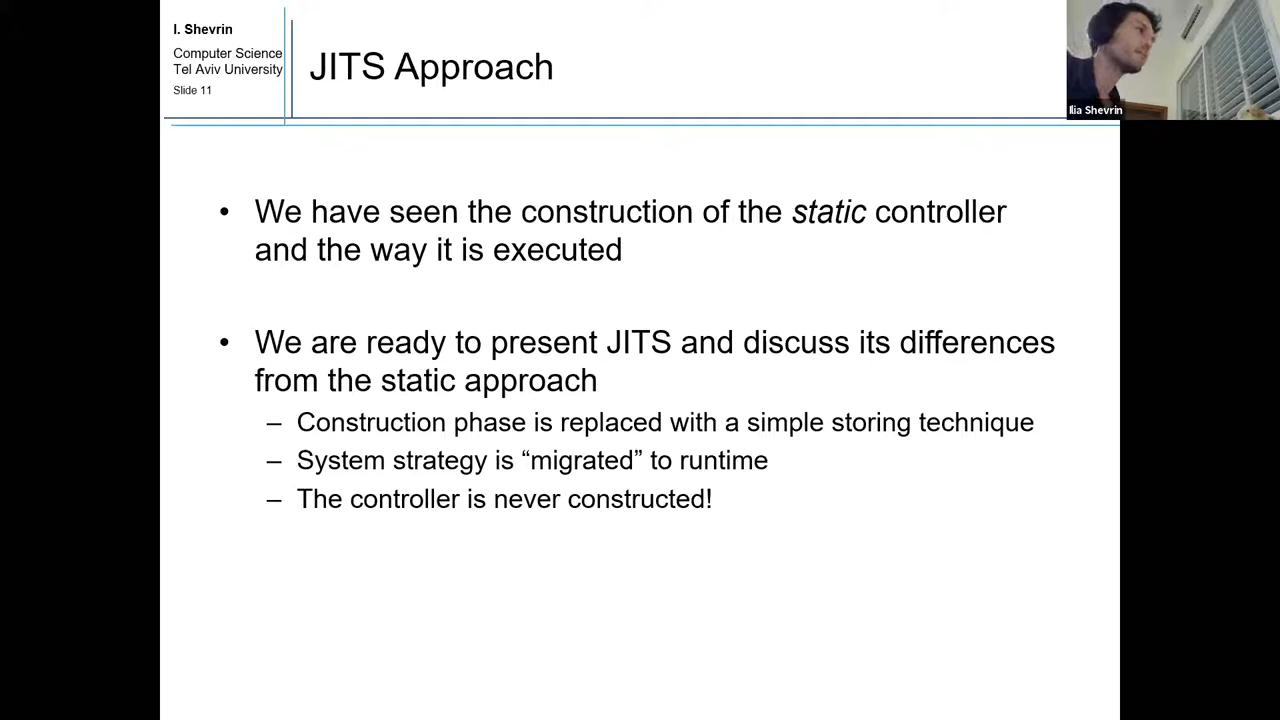 I. Shevrin
Computer Science
Tel Aviv University
Slide 11
JITS Approach
Ilia Shevrin
• We have seen the construction of the static controller
and the way it is executed
• We are ready to present JITS and discuss its differences
from the static approach
– Construction phase is replaced with a simple storing technique
– System strategy is “migrated” to runtime
– The controller is never constructed!